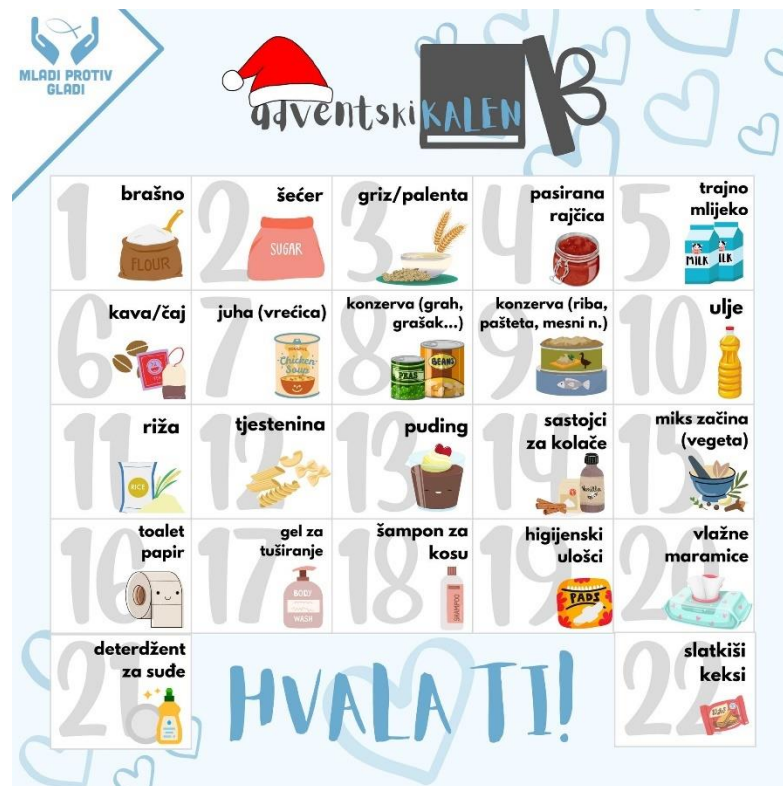 MLADI PROTIV
GLADI
adventski KALEN
1
brašno
FLOUR
2
šećer
SUGAR
3
griz/palenta
4
pasirana
rajčica
5
trajno
mlijeko
MILK
ILK
6
kava/čaj
7
juha (vrećica)
Chicken
Soup
8
konzerva (grah,
grašak...)
PEAS
BEANS
9
konzerva (riba,
pašteta, mesni n.)
10
ulje
11
riža
RICE
12
tjestenina
13
puding
14
sastojci
za kolače
Vanilla
15
miks začina
(vegeta)
16
toalet
papir
17
gel za
tuširanje
BODY
WASH
18
šampon za
kosu
SHAMPOO
19
higijenski
ulošci
PADS
20
vlažne
maramice
21
deterdžent
za suđe
HVALA TI!
22
slatkiši
keksi